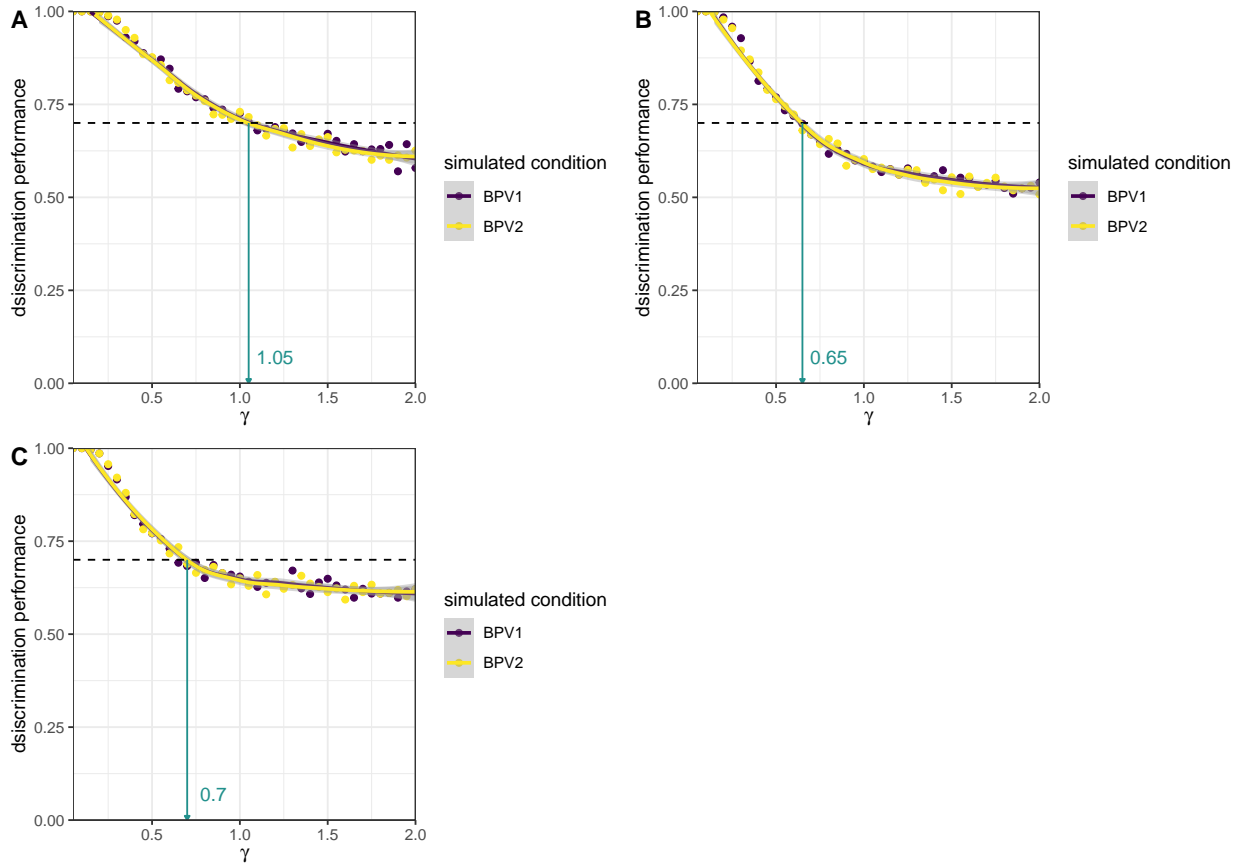 A
1.00
0.75
0.50
0.25
0.00
dsiscrimination performance
1.05
0.5
1.0
1.5
2.0
γ
simulated condition
BPV1
BPV2
B
1.00
0.75
0.50
0.25
0.00
dsiscrimination performance
0.65
0.5
1.0
1.5
2.0
γ
simulated condition
BPV1
BPV2
C
1.00
0.75
0.50
0.25
0.00
dsiscrimination performance
0.7
0.5
1.0
1.5
2.0
γ
simulated condition
BPV1
BPV2